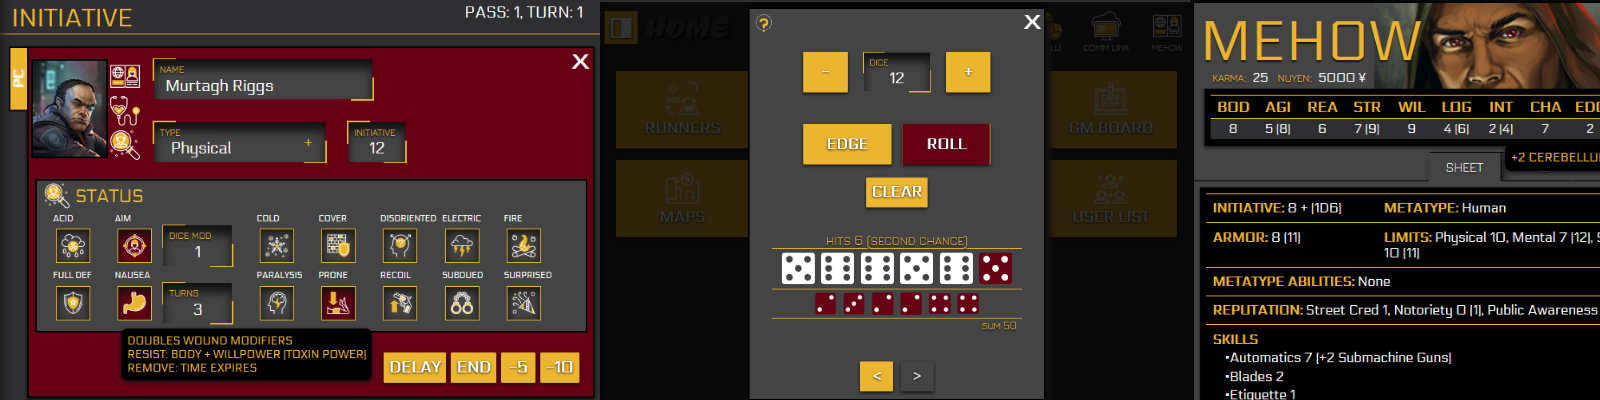 INITIATIVE
PASS: 1, TURN: 1
X
PC
NAME
Murtagh Riggs
TYPE
Physical
+
INITIATIVE
12
STATUS
ACID
AIM
DICE MOD
1
COLD
COVER
DISORIENTED
ELECTRIC
FIRE
FULL DEF
NAUSEA
TURNS
3
PARALYSIS
PRONE
RECOIL
SUBDUED
SURPRISED
DOUBLES WOUND MODIFIERS
RESIST: BODY + WILLPOWER [TOXIN POWER]
REMOVE: TIME EXPIRES
DELAY
END
-5
-10
HOME
COMM LINK
MEHOW
RUNNERS
GM BOARD
MAPS
USER LIST
?
X
-
DICE
12
+
EDGE
ROLL
CLEAR
HITS 6 (SECOND CHANCE)
SUM 50
<
>
MEHOW
KARMA: 25 NUYEN: 5000 ¥
BOD AGI REA STR WIL LOG INT CHA EDG
8 5 [8] 6 7 [9] 9 4 [6] 2 [4] 7 2
+2 CEREBELLU
SHEET
INITIATIVE: 8 + [1D6]
METATYPE: Human
ARMOR: 8 [11]
LIMITS: Physical 10, Mental 7 [12], S
10 [11]
METATYPE ABILITIES: None
REPUTATION: Street Cred 1, Notoriety 0 [1], Public Awareness
SKILLS
•Automatics 7 [+2 Submachine Guns]
•Blades 2
•Etiquette 1